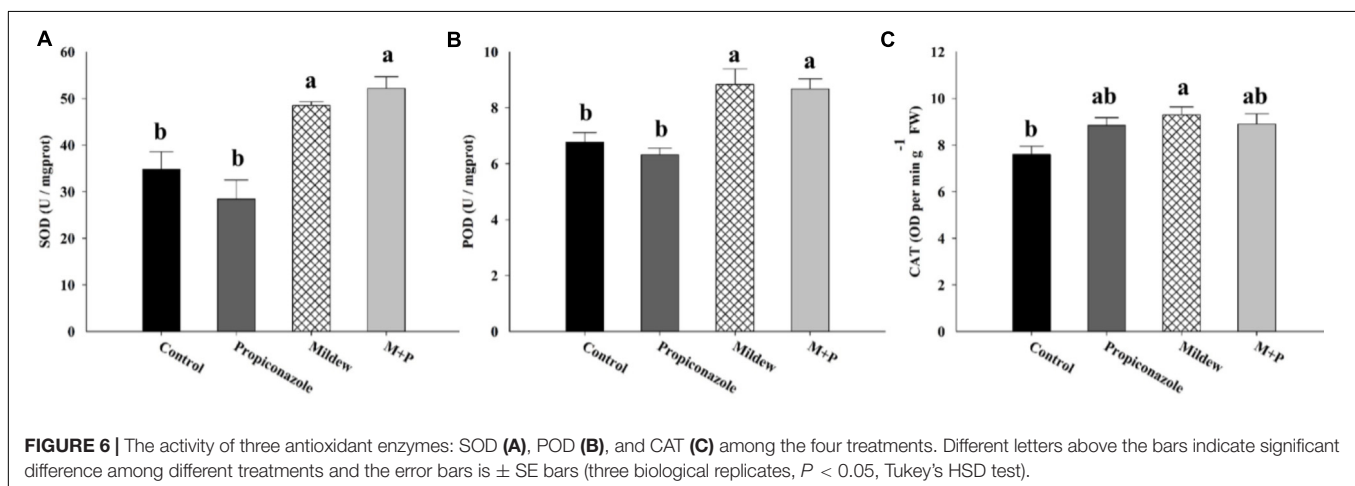 A
SOD (U / mgprot)
60
50
40
30
20
10
0
b
b
a
a
Control
Propiconazole
Mildew
M+P
B
POD (U / mgprot)
10
8
6
4
2
0
b
b
a
a
Control
Propiconazole
Mildew
M+P
C
CAT (OD per min g⁻¹ FW)
12
10
8
6
4
2
0
b
ab
a
ab
Control
Propiconazole
Mildew
M+P
FIGURE 6 | The activity of three antioxidant enzymes: SOD (A), POD (B), and CAT (C) among the four treatments. Different letters above the bars indicate significant
difference among different treatments and the error bars is ± SE bars (three biological replicates, P < 0.05, Tukey’s HSD test).